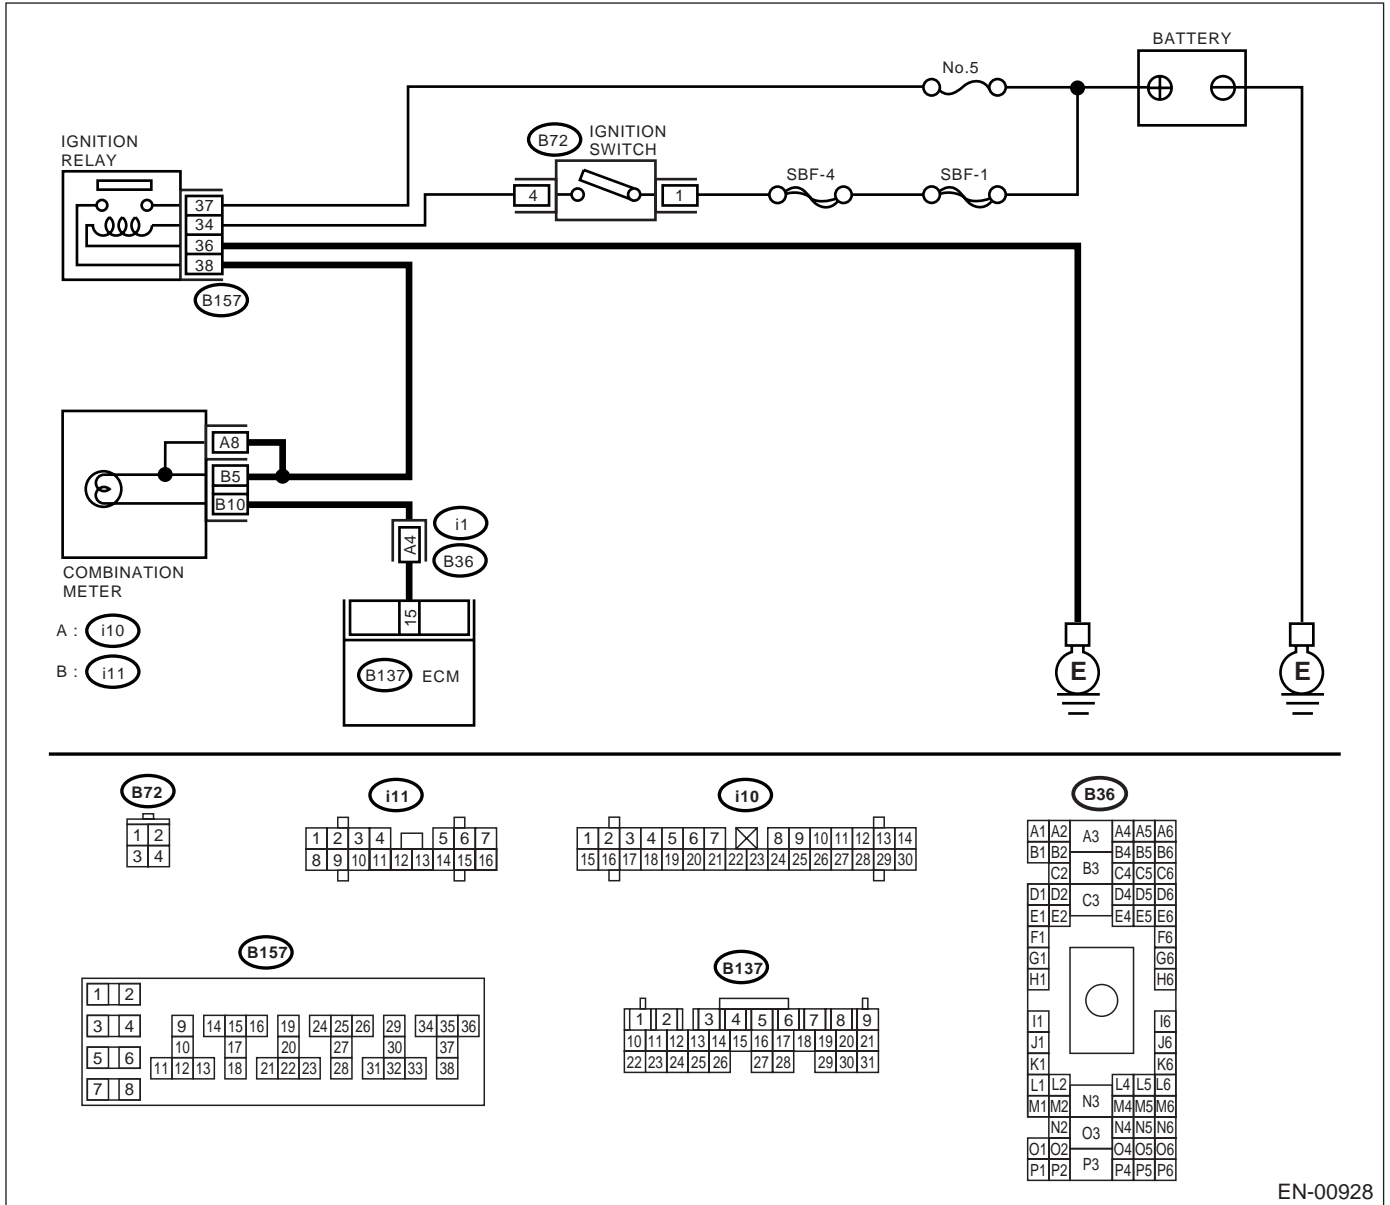 BATTERY
No.5
IGNITION
RELAY
B72
IGNITION
SWITCH
SBF-4
SBF-1
4
1
37
34
36
38
B157
A8
B5
B10
i1
A4
B36
COMBINATION
METER
A : i10
B : i11
15
B137 ECM
E
E
B72
1 2
3 4
i11
1 2 3 4 5 6 7
8 9 10 11 12 13 14 15 16
i10
1 2 3 4 5 6 7 8 9 10 11 12 13 14
15 16 17 18 19 20 21 22 23 24 25 26 27 28 29 30
B36
A1 A2 A3 A4 A5 A6
B1 B2 B3 B4 B5 B6
C2 C3 C4 C5 C6
D1 D2 D4 D5 D6
E1 E2 E4 E5 E6
F1 F6
G1 G6
H1 H6
I1 I6
J1 J6
K1 K6
L1 L2 L4 L5 L6
M1 M2 N3 M4 M5 M6
N2 O3 N4 N5 N6
O1 O2 O4 O5 O6
P1 P2 P3 P4 P5 P6
B157
1 2
3 4 9 14 15 16 19 24 25 26 29 34 35 36
10 17 20 27 30 37
5 6 11 12 13 18 21 22 23 28 31 32 33 38
7 8
B137
1 2 3 4 5 6 7 8 9
10 11 12 13 14 15 16 17 18 19 20 21
22 23 24 25 26 27 28 29 30 31
EN-00928